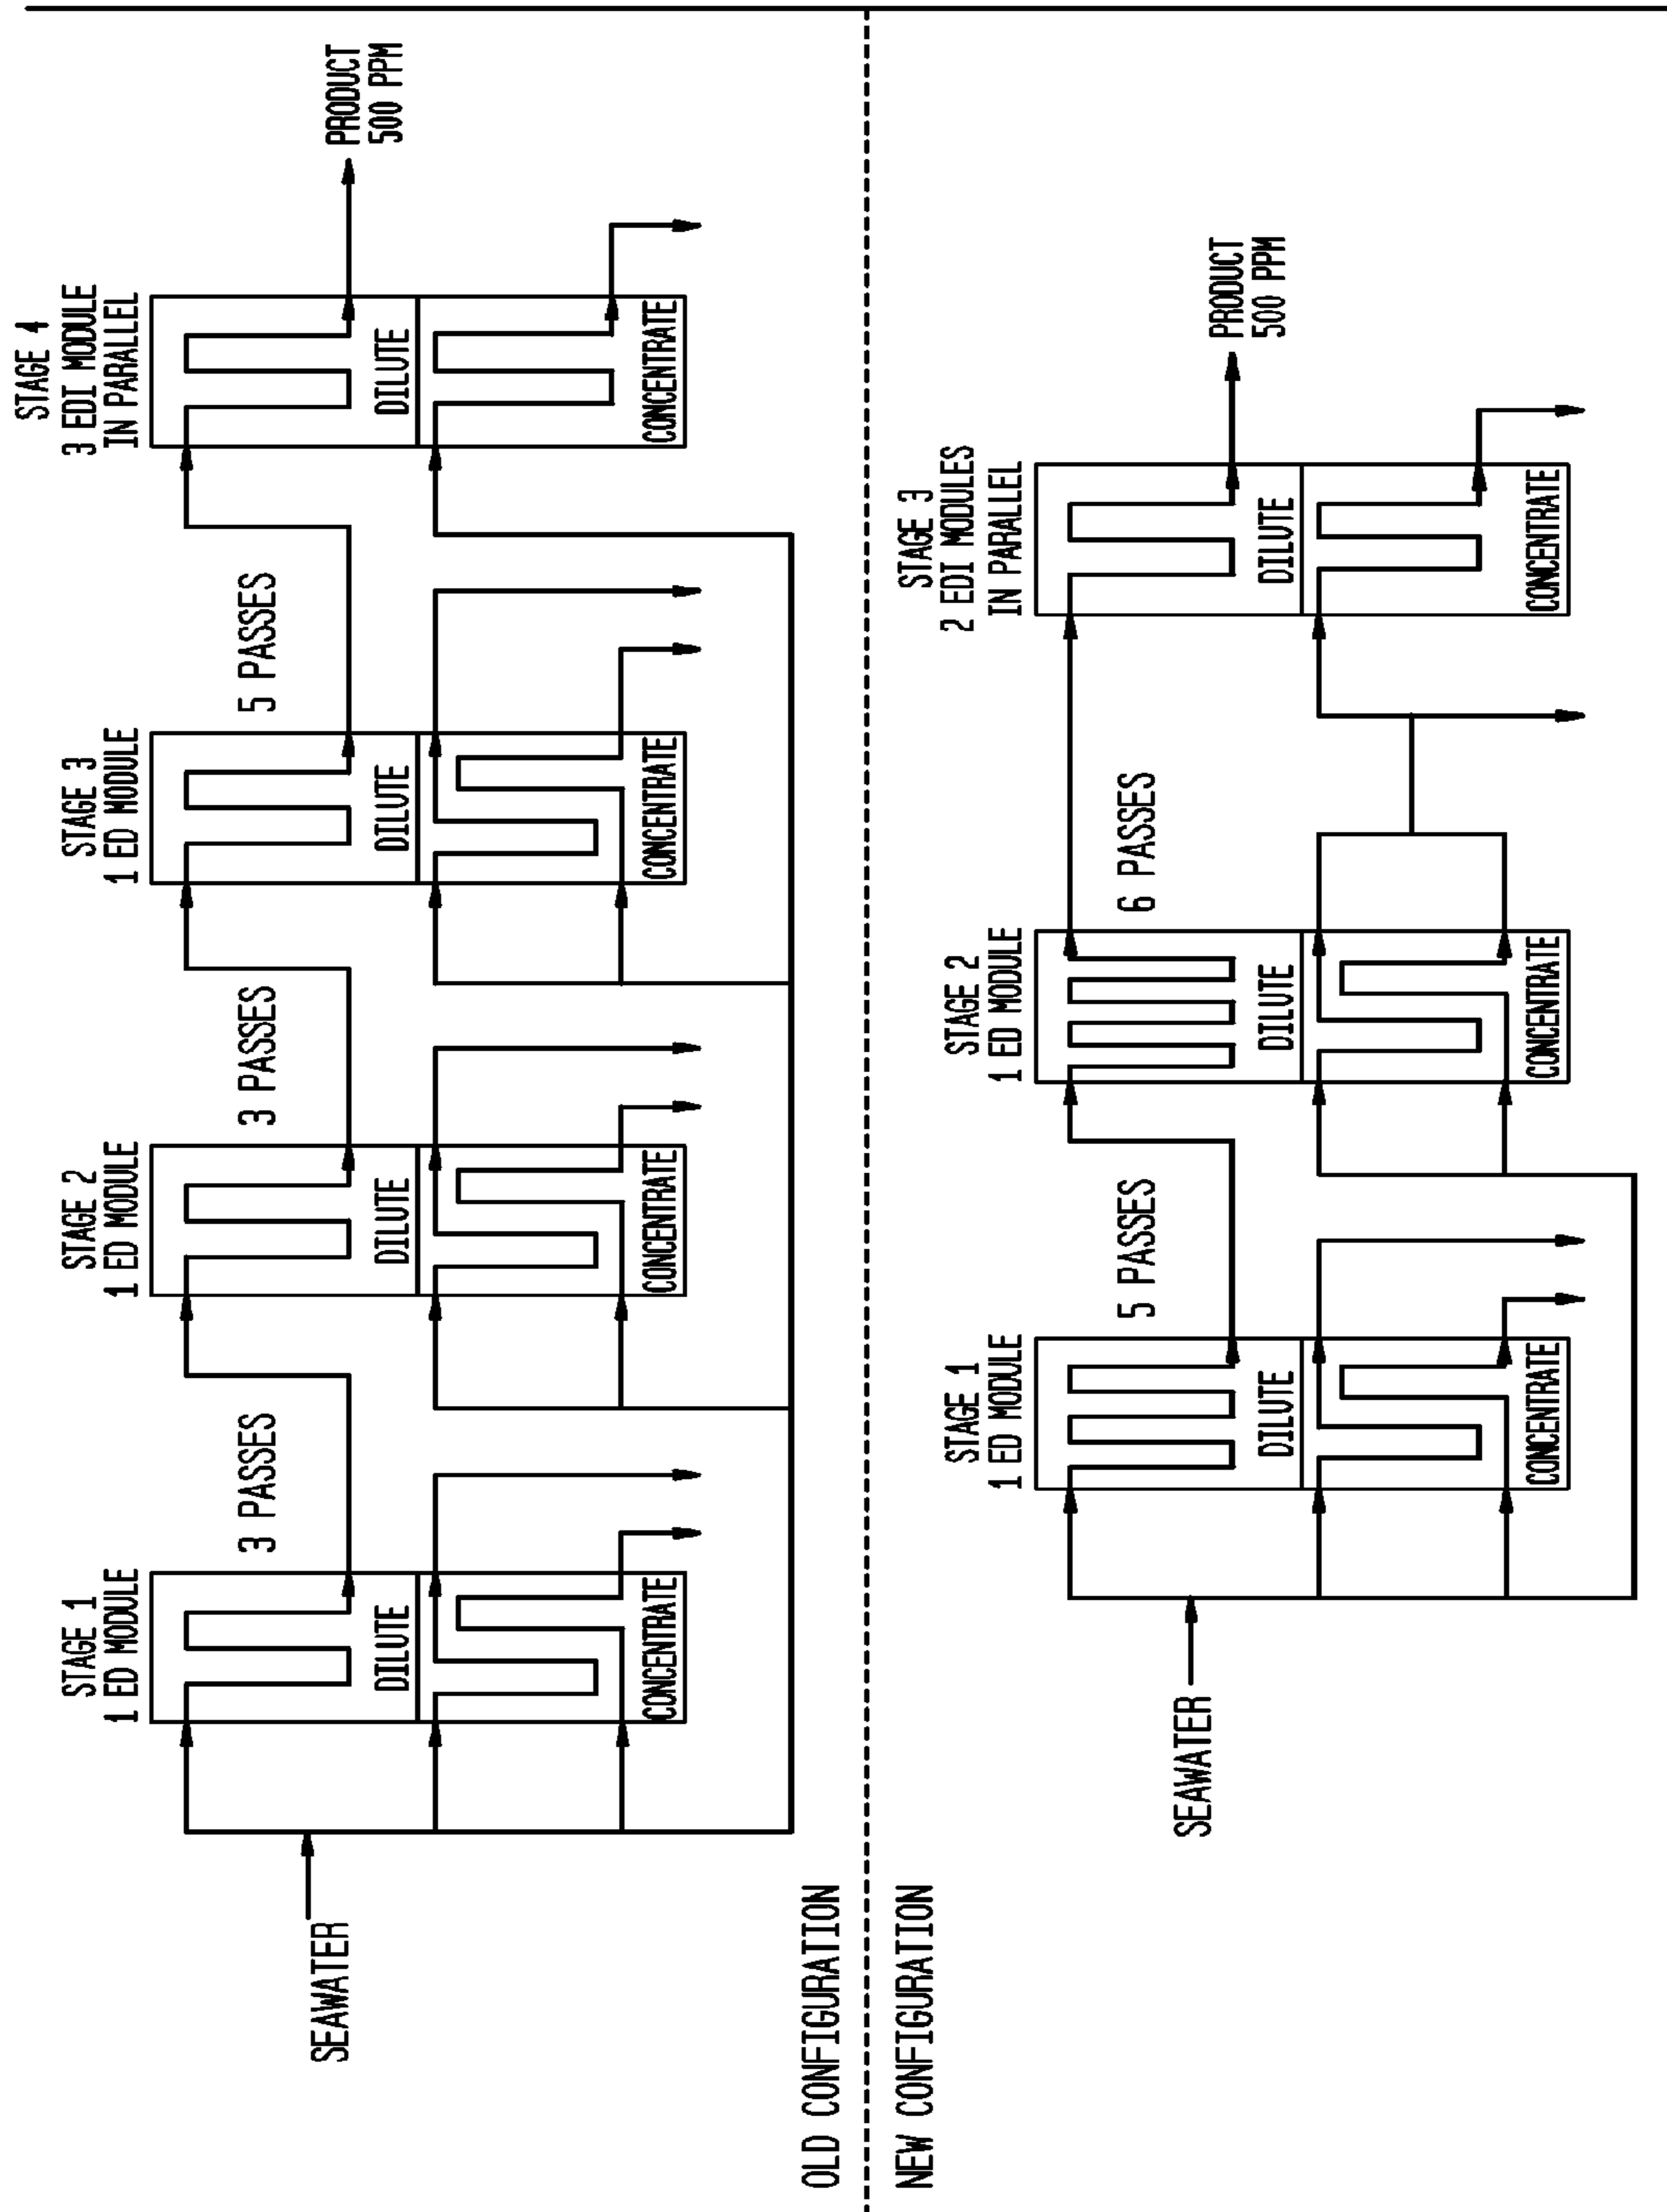 OLD CONFIGURATION
SEAWATER
STAGE 1
1 ED MODULE
DILUTE
CONCENTRATE
3 PASSES
STAGE 2
1 ED MODULE
DILUTE
CONCENTRATE
3 PASSES
STAGE 3
1 ED MODULE
DILUTE
CONCENTRATE
5 PASSES
STAGE 4
3 EDI MODULE
IN PARALLEL
DILUTE
CONCENTRATE
PRODUCT
500 PPM
NEW CONFIGURATION
SEAWATER
STAGE 1
1 ED MODULE
DILUTE
CONCENTRATE
5 PASSES
STAGE 2
1 ED MODULE
DILUTE
CONCENTRATE
6 PASSES
STAGE 3
2 EDI MODULES
IN PARALLEL
DILUTE
CONCENTRATE
PRODUCT
500 PPM